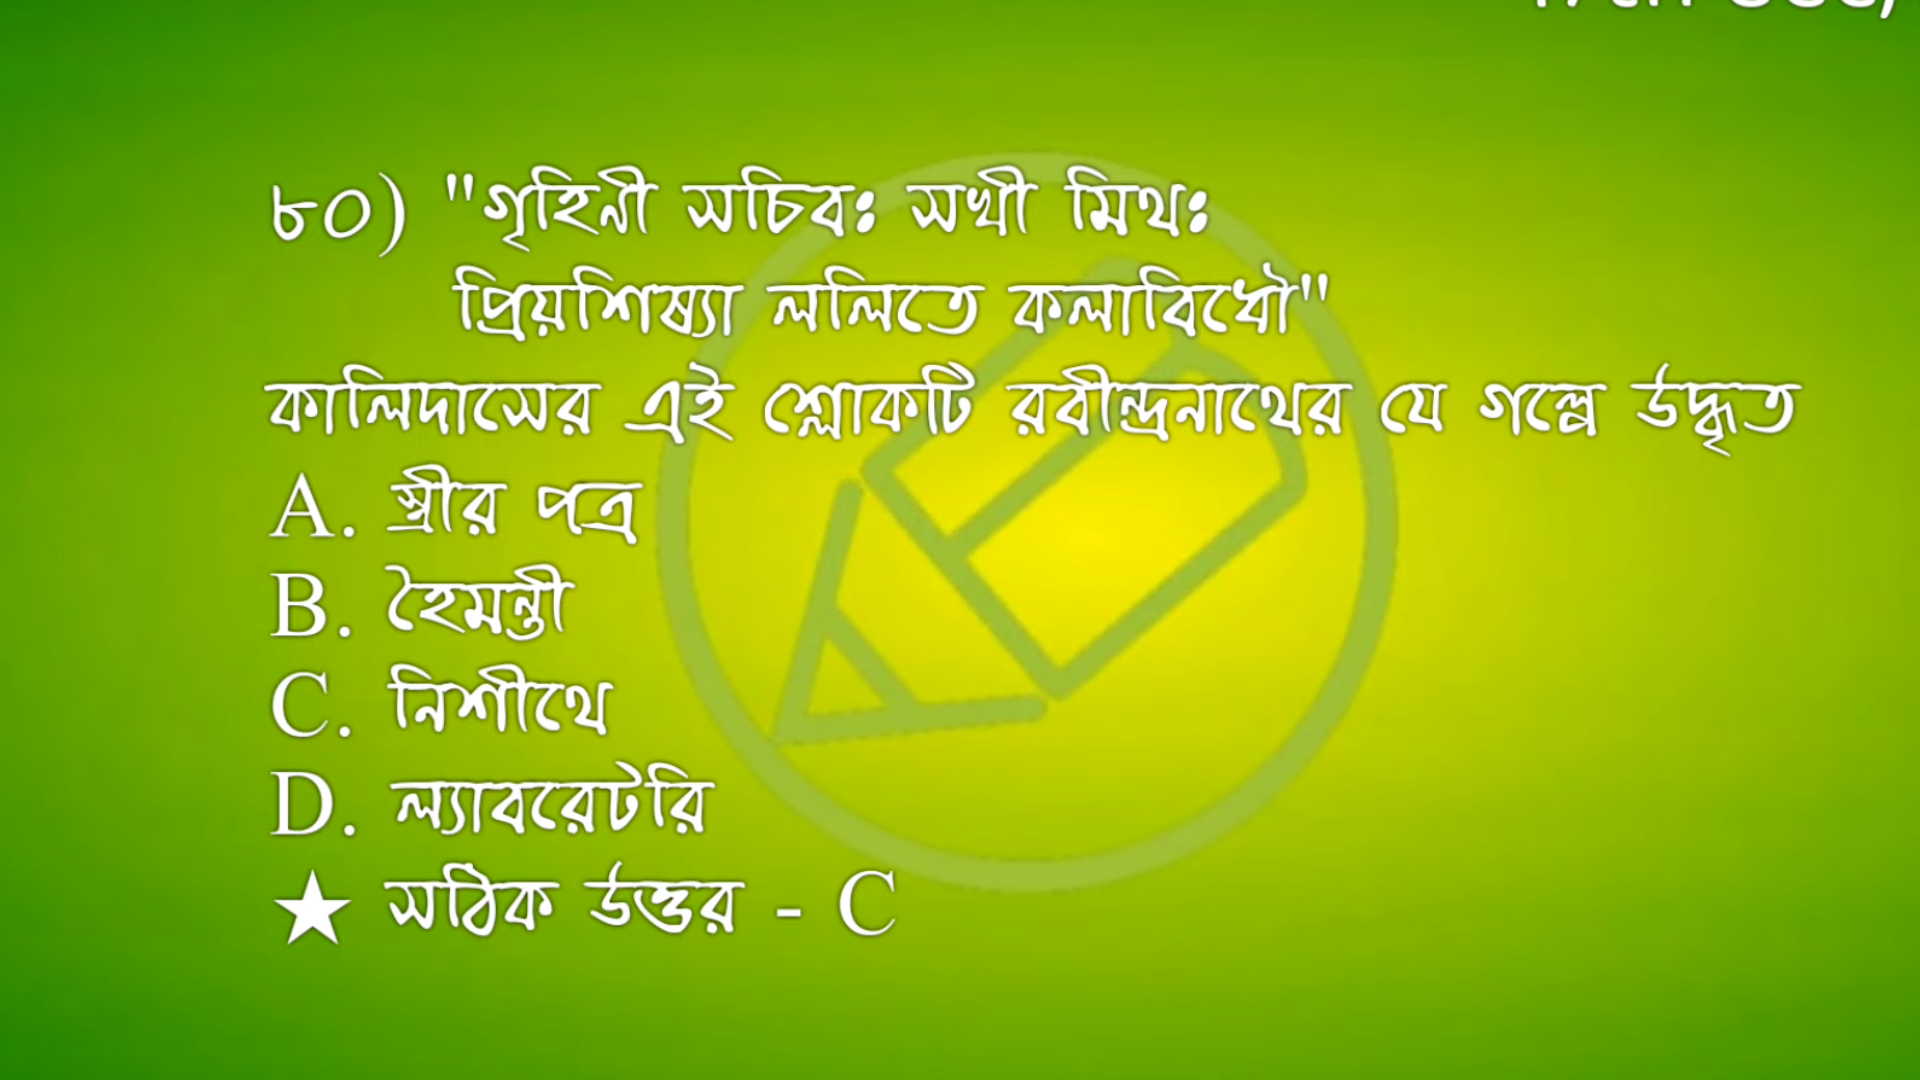 ৮০) "গৃহিনী সচিবঃ সখী মিথঃ
প্রিয়শিষ্যা ললিতে কলাবিধৌ"
কালিদাসের এই শ্লোকটি রবীন্দ্রনাথের যে গল্পে উদ্ধৃত
A. স্ত্রীর পত্র
B. হৈমন্তী
C. নিশীথে
D. ল্যাবরেটরি
★ সঠিক উত্তর - C